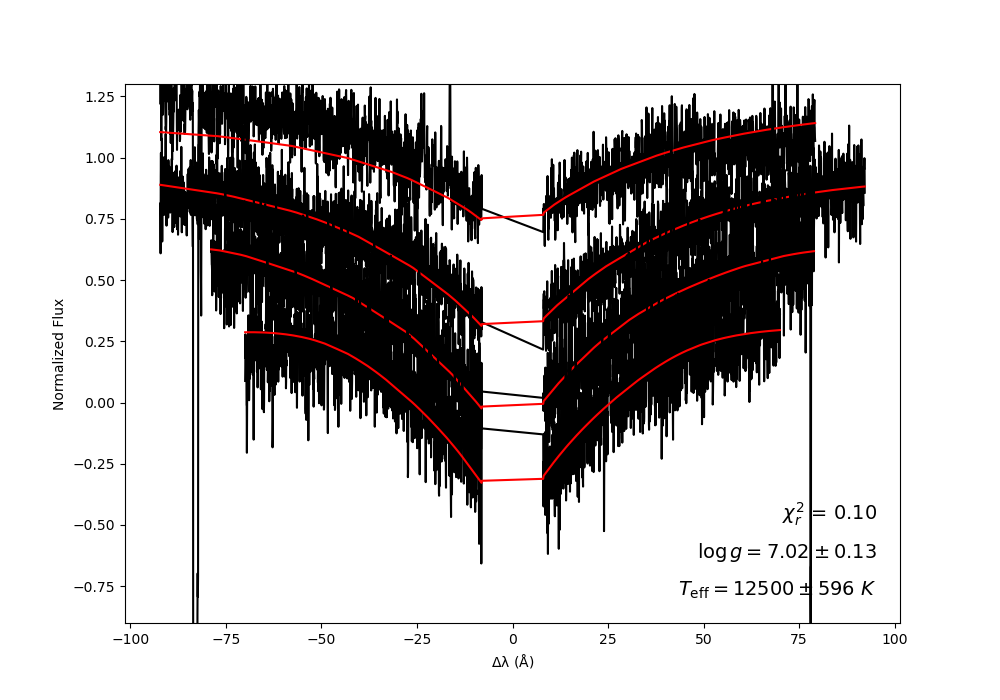 1.25
1.00
0.75
0.50
0.25
0.00
−0.25
−0.50
−0.75
Normalized Flux
χ²ᵣ = 0.10
log g = 7.02 ± 0.13
T_eff = 12500 ± 596 K
−100 −75 −50 −25 0 25 50 75 100
Δλ (Å)